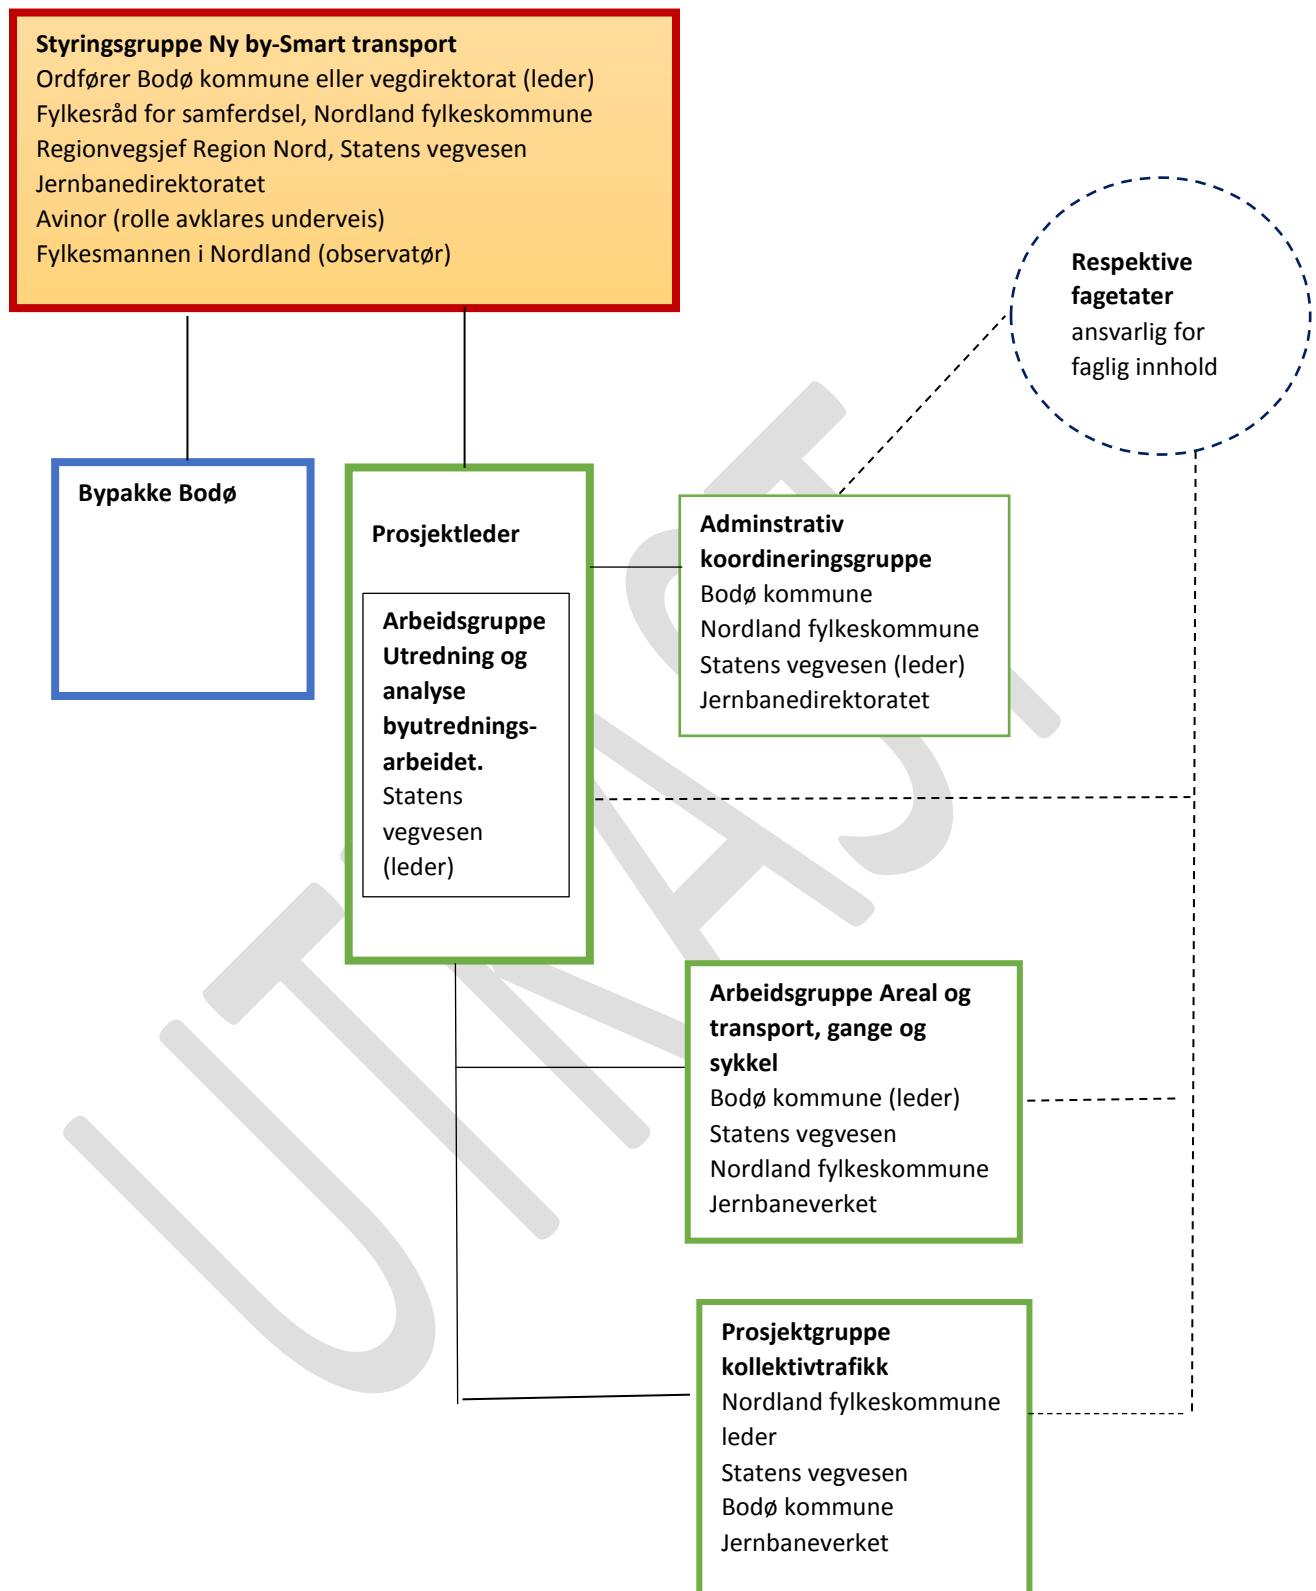 Styringsgruppe Ny by-Smart transport
Ordfører Bodø kommune eller vegdirektorat (leder)
Fylkesråd for samferdsel, Nordland fylkeskommune
Regionvegsjef Region Nord, Statens vegvesen
Jernbanedirektoratet
Avinor (rolle avklares underveis)
Fylkesmannen i Nordland (observatør)
Respektive
fagetater
ansvarlig for
faglig innhold
Bypakke Bodø
Prosjektleder
Arbeidsgruppe
Utredning og
analyse
byutrednings-
arbeidet.
Statens
vegvesen
(leder)
Adminstrativ
koordineringsgruppe
Bodø kommune
Nordland fylkeskommune
Statens vegvesen (leder)
Jernbanedirektoratet
Arbeidsgruppe Areal og
transport, gange og
sykkel
Bodø kommune (leder)
Statens vegvesen
Nordland fylkeskommune
Jernbaneverket
Prosjektgruppe
kollektivtrafikk
Nordland fylkeskommune
leder
Statens vegvesen
Bodø kommune
Jernbaneverket
UTKAST